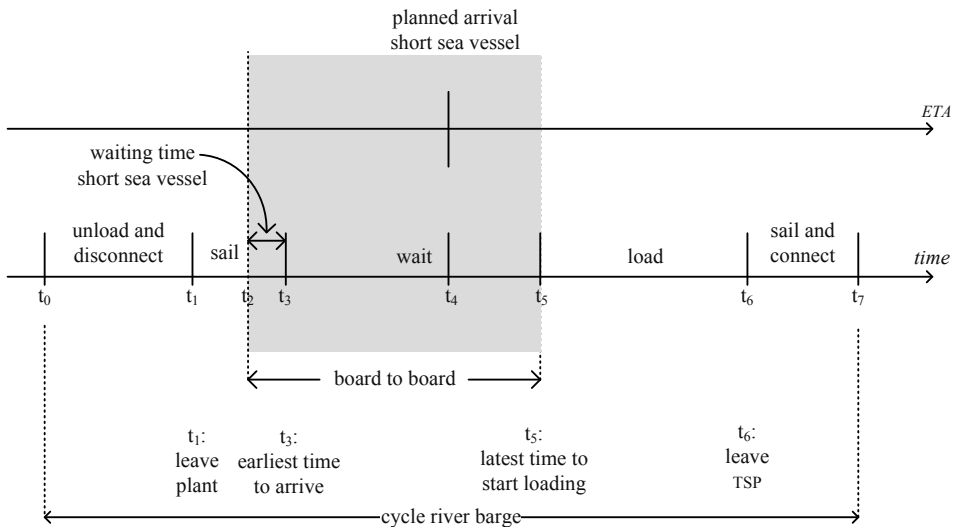 planned arrival
short sea vessel
ETA
waiting time
short sea vessel
unload and
disconnect
sail
wait
load
sail and
connect
time
t0
t1
t2
t3
t4
t5
t6
t7
board to board
t1:
leave
plant
t3:
earliest time
to arrive
t5:
latest time to
start loading
t6:
leave
TSP
cycle river barge